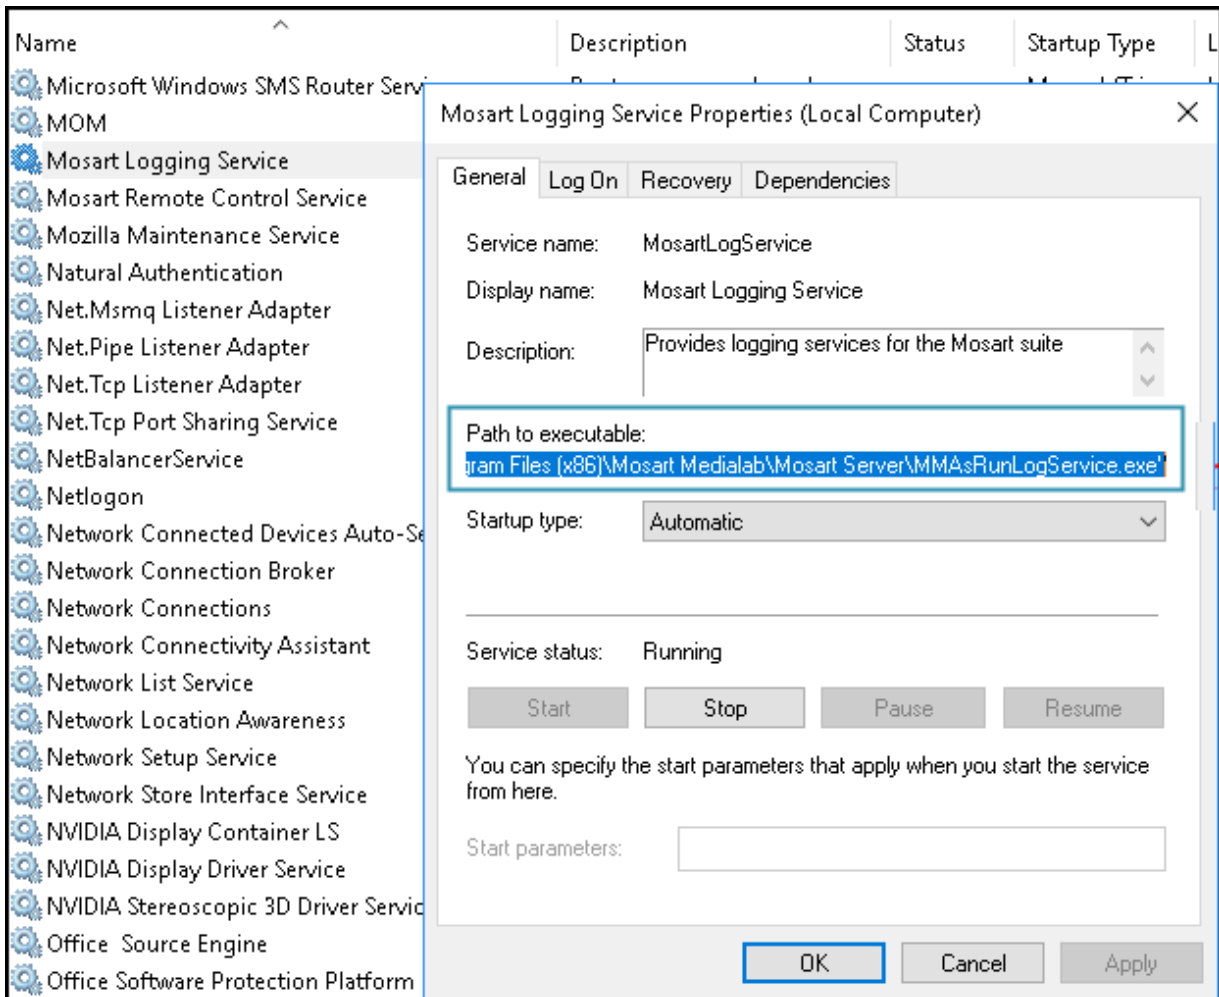 Name Description Status Startup Type L
Microsoft Windows SMS Router Serv
MOM
Mosart Logging Service
Mosart Remote Control Service
Mozilla Maintenance Service
Natural Authentication
Net.Msmq Listener Adapter
Net.Pipe Listener Adapter
Net.Tcp Listener Adapter
Net.Tcp Port Sharing Service
NetBalancerService
Netlogon
Network Connected Devices Auto-Se
Network Connection Broker
Network Connections
Network Connectivity Assistant
Network List Service
Network Location Awareness
Network Setup Service
Network Store Interface Service
NVIDIA Display Container LS
NVIDIA Display Driver Service
NVIDIA Stereoscopic 3D Driver Servic
Office  Source Engine
Office Software Protection Platform
Mosart Logging Service Properties (Local Computer)
General Log On Recovery Dependencies
Service name: MosartLogService
Display name: Mosart Logging Service
Description: Provides logging services for the Mosart suite
Path to executable:
gram Files (x86)\Mosart Medialab\Mosart Server\MMAsRunLogService.exe"
Startup type: Automatic
Service status: Running
Start Stop Pause Resume
You can specify the start parameters that apply when you start the service
from here.
Start parameters:
OK Cancel Apply